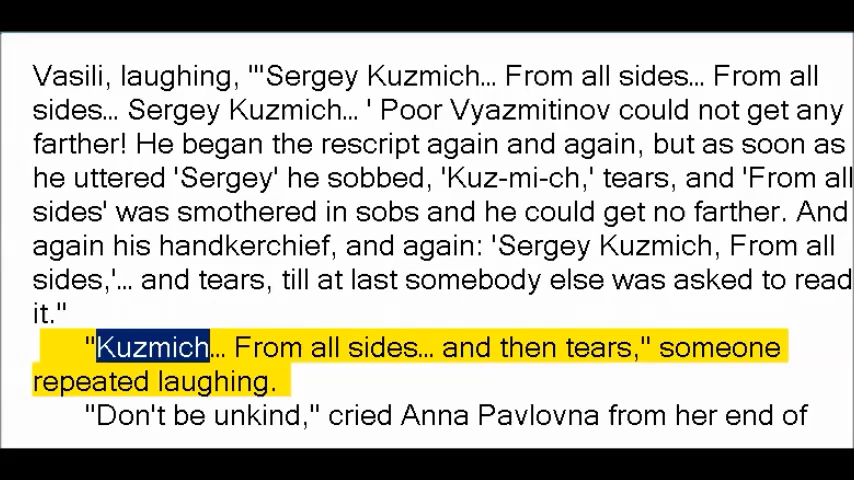 Vasili, laughing, "'Sergey Kuzmich... From all sides... From all
sides... Sergey Kuzmich... ' Poor Vyazmitinov could not get any
farther! He began the rescript again and again, but as soon as
he uttered 'Sergey' he sobbed, 'Kuz-mi-ch,' tears, and 'From all
sides' was smothered in sobs and he could get no farther. And
again his handkerchief, and again: 'Sergey Kuzmich, From all
sides,'... and tears, till at last somebody else was asked to read
it."
"Kuzmich... From all sides... and then tears," someone
repeated laughing.
"Don't be unkind," cried Anna Pavlovna from her end of